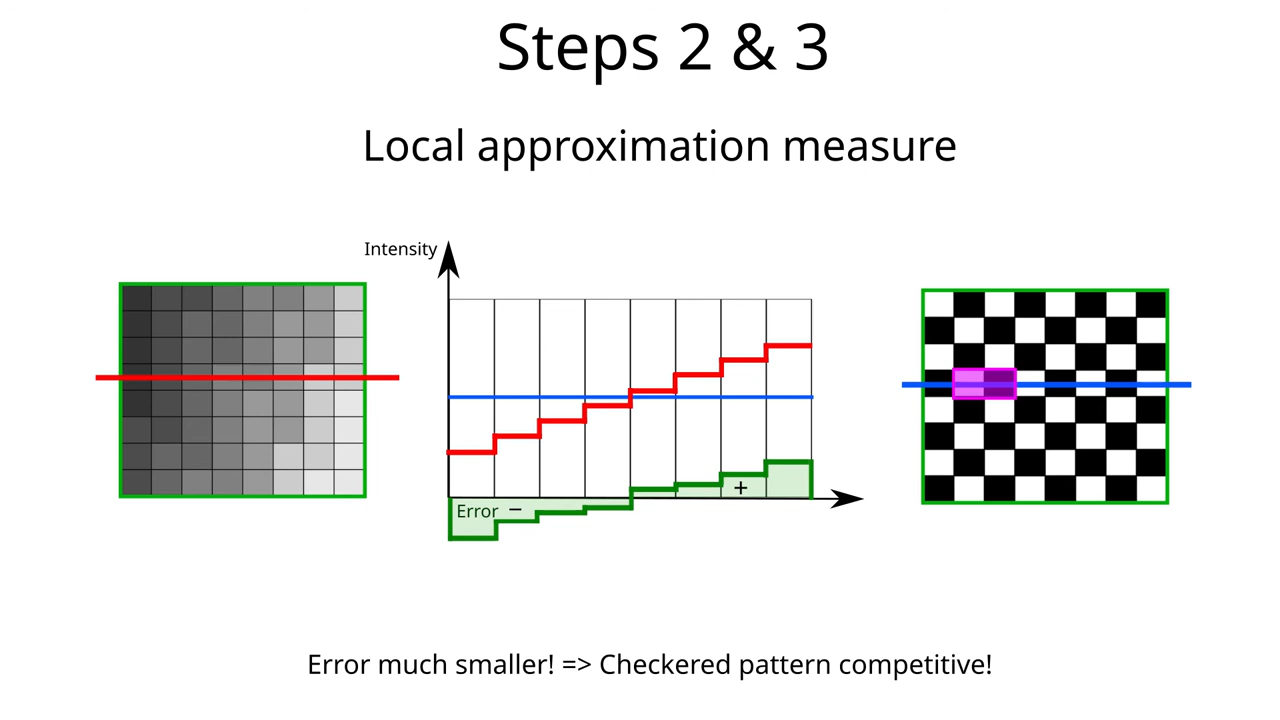 Steps 2 & 3
Local approximation measure
Intensity
+
Error −
Error much smaller! => Checkered pattern competitive!